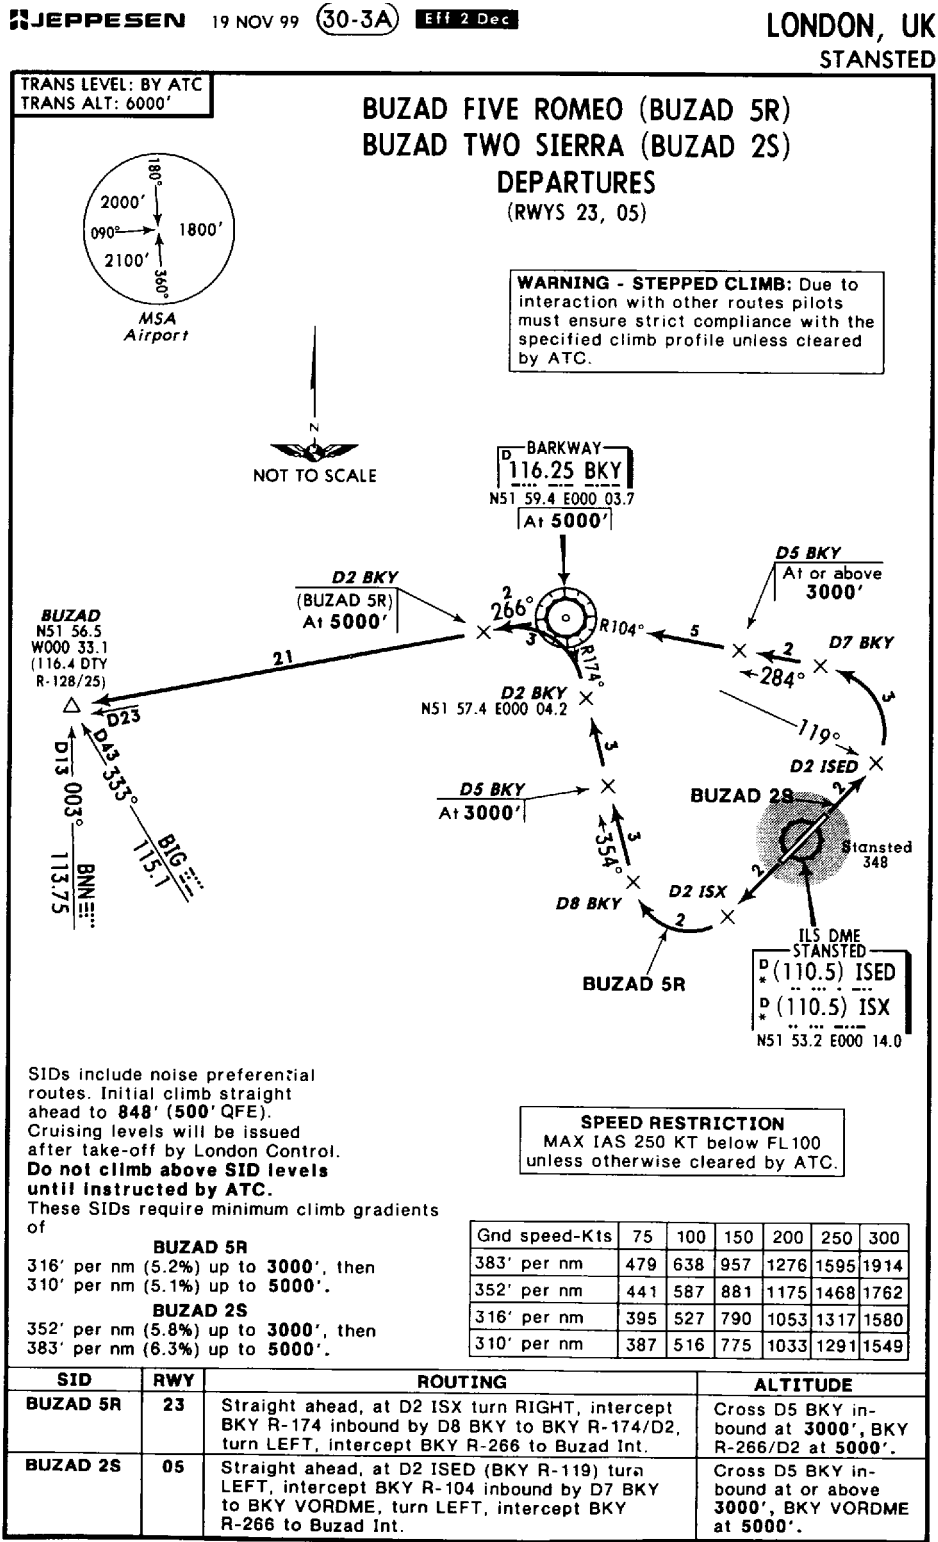 JEPPESEN 19 NOV 99 (30-3A) Eff 2 Dec
LONDON, UK
STANSTED
TRANS LEVEL: BY ATC
TRANS ALT: 6000'
BUZAD FIVE ROMEO (BUZAD 5R)
BUZAD TWO SIERRA (BUZAD 2S)
DEPARTURES
(RWYS 23, 05)
180°
2000'
090°
1800'
2100'
360°
MSA
Airport
WARNING - STEPPED CLIMB: Due to
interaction with other routes pilots
must ensure strict compliance with the
specified climb profile unless cleared
by ATC.
N
NOT TO SCALE
BARKWAY
D 116.25 BKY
N51 59.4 E000 03.7
At 5000'
D2 BKY
(BUZAD 5R)
At 5000'
D5 BKY
At or above
3000'
BUZAD
N51 56.5
W000 33.1
(116.4 DTY
R-128/25)
2
266°
3
R104°
R174°
5
2
284°
D7 BKY
21
D23
D2 BKY
N51 57.4 E000 04.2
3
119°
D2 ISED
3
D5 BKY
At 3000'
BUZAD 2S
2
Stansted
348
2
D13 003° BNN
113.75
D43 333° BIG
115.1
3
354°
D8 BKY
D2 ISX
2
BUZAD 5R
ILS DME
STANSTED
D * (110.5) ISED
D * (110.5) ISX
N51 53.2 E000 14.0
SIDs include noise preferential
routes. Initial climb straight
ahead to 848' (500' QFE).
Cruising levels will be issued
after take-off by London Control.
Do not climb above SID levels
until instructed by ATC.
These SIDs require minimum climb gradients
of
BUZAD 5R
316' per nm (5.2%) up to 3000', then
310' per nm (5.1%) up to 5000'.
BUZAD 2S
352' per nm (5.8%) up to 3000', then
383' per nm (6.3%) up to 5000'.
SPEED RESTRICTION
MAX IAS 250 KT below FL100
unless otherwise cleared by ATC.
Gnd speed-Kts 75 100 150 200 250 300
383' per nm 479 638 957 1276 1595 1914
352' per nm 441 587 881 1175 1468 1762
316' per nm 395 527 790 1053 1317 1580
310' per nm 387 516 775 1033 1291 1549
SID RWY ROUTING ALTITUDE
BUZAD 5R 23 Straight ahead, at D2 ISX turn RIGHT, intercept
BKY R-174 inbound by D8 BKY to BKY R-174/D2,
turn LEFT, intercept BKY R-266 to Buzad Int.
Cross D5 BKY in-
bound at 3000', BKY
R-266/D2 at 5000'.
BUZAD 2S 05 Straight ahead, at D2 ISED (BKY R-119) turn
LEFT, intercept BKY R-104 inbound by D7 BKY
to BKY VORDME, turn LEFT, intercept BKY
R-266 to Buzad Int.
Cross D5 BKY in-
bound at or above
3000', BKY VORDME
at 5000'.